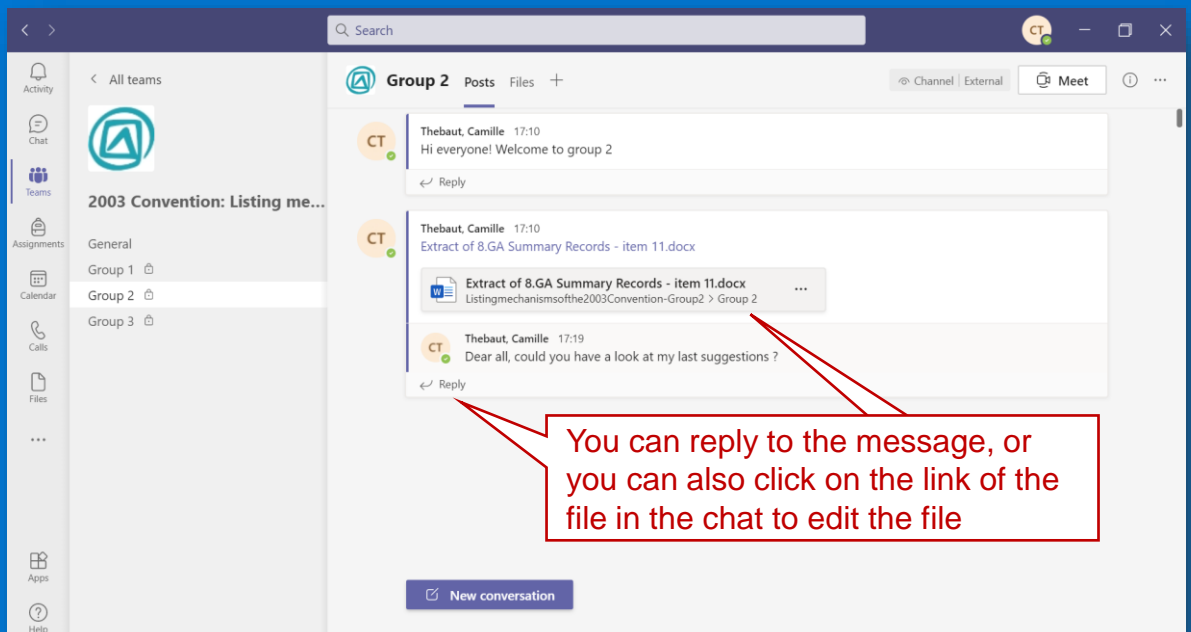 Search
CT
Activity
Chat
Teams
Assignments
Calendar
Calls
Files
Apps
Help
All teams
2003 Convention: Listing me...
General
Group 1
Group 2
Group 3
Group 2 Posts Files
Channel External
Meet
CT
Thebaut, Camille 17:10
Hi everyone! Welcome to group 2
Reply
CT
Thebaut, Camille 17:10
Extract of 8.GA Summary Records - item 11.docx
Extract of 8.GA Summary Records - item 11.docx
Listingmechanismsofthe2003Convention-Group2 > Group 2
CT
Thebaut, Camille 17:19
Dear all, could you have a look at my last suggestions ?
Reply
You can reply to the message, or
you can also click on the link of the
file in the chat to edit the file
New conversation